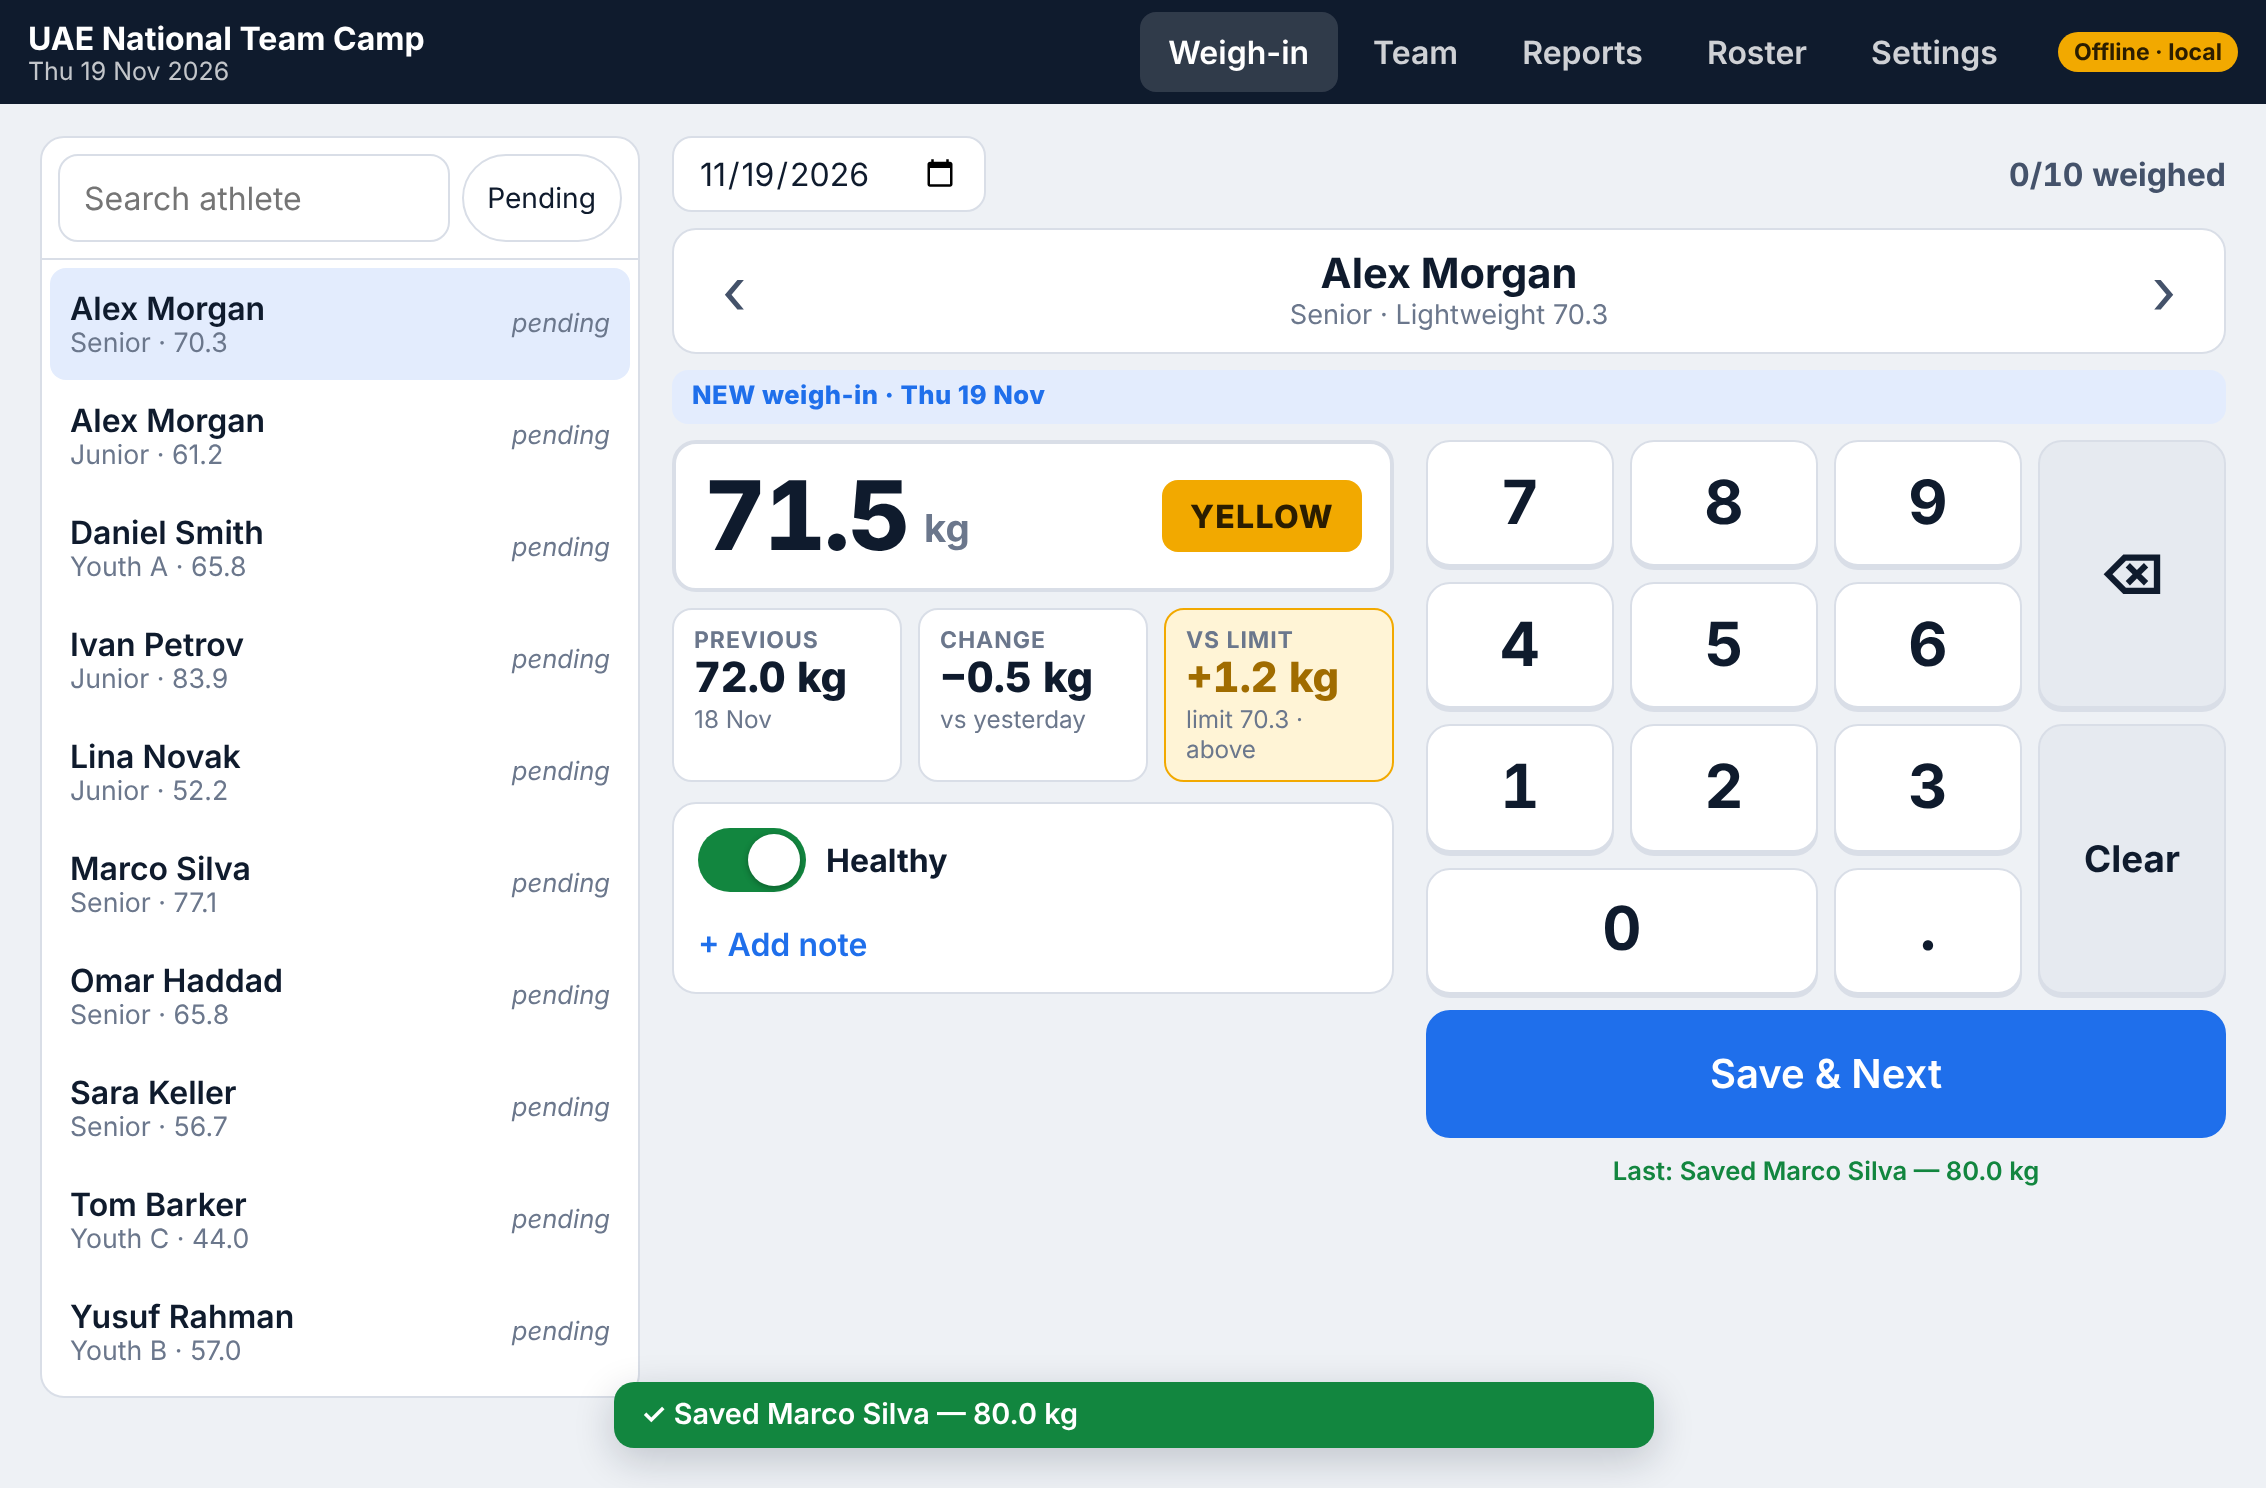 UAE National Team Camp
Thu 19 Nov 2026
Weigh-in
Team
Reports
Roster
Settings
Offline · local
Search athlete
Pending
Alex Morgan
Senior · 70.3
pending
Alex Morgan
Junior · 61.2
pending
Daniel Smith
Youth A · 65.8
pending
Ivan Petrov
Junior · 83.9
pending
Lina Novak
Junior · 52.2
pending
Marco Silva
Senior · 77.1
pending
Omar Haddad
Senior · 65.8
pending
Sara Keller
Senior · 56.7
pending
Tom Barker
Youth C · 44.0
pending
Yusuf Rahman
Youth B · 57.0
pending
11/19/2026
0/10 weighed
Alex Morgan
Senior · Lightweight 70.3
NEW weigh-in · Thu 19 Nov
71.5 kg
YELLOW
PREVIOUS
72.0 kg
18 Nov
CHANGE
−0.5 kg
vs yesterday
VS LIMIT
+1.2 kg
limit 70.3 ·
above
Healthy
+ Add note
7 8 9
4 5 6
1 2 3
Clear
0 .
Save & Next
Last: Saved Marco Silva — 80.0 kg
✓ Saved Marco Silva — 80.0 kg